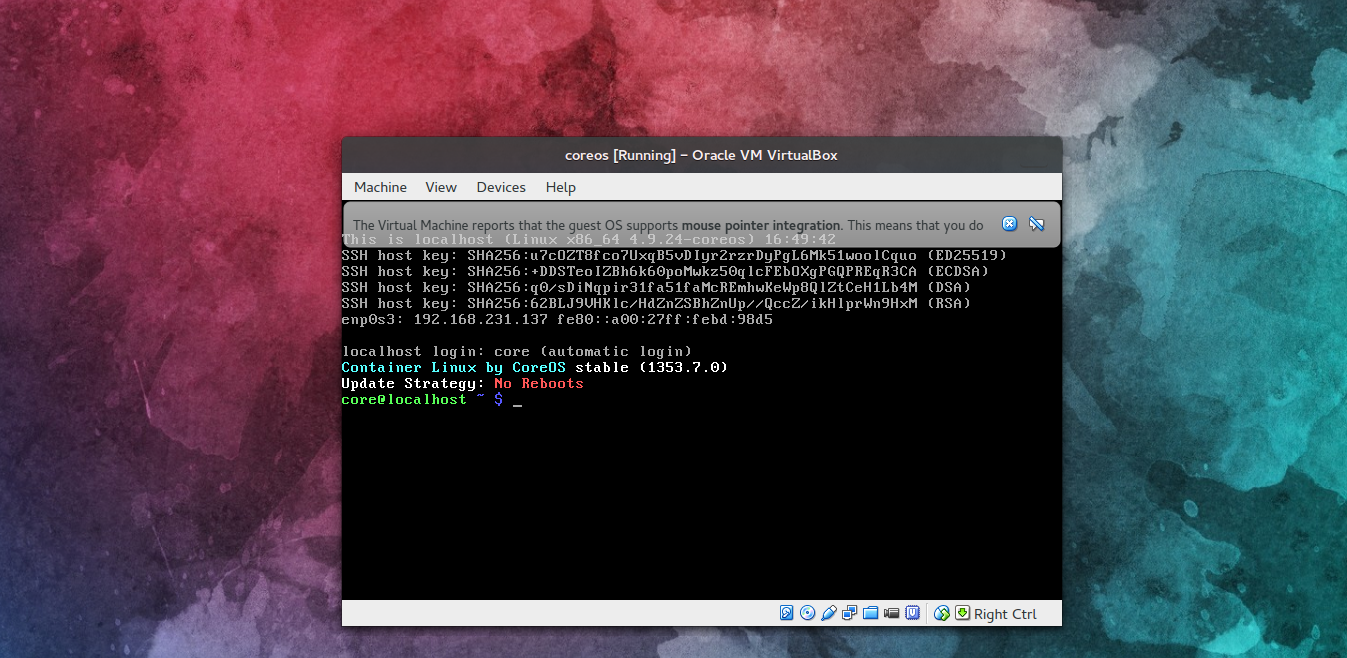 coreos [Running] – Oracle VM VirtualBox
Machine View Devices Help
The Virtual Machine reports that the guest OS supports mouse pointer integration. This means that you do
This is localhost (Linux x86_64 4.9.24-coreos) 16:49:42
SSH host key: SHA256:u7cOZT8fco7UxqB5vDIyr2rzrDyPgL6Mk51woolCquo (ED25519)
SSH host key: SHA256:+DDSTeoIZBh6k60poMwkz50qlcFEbOXgPGQPREqR3CA (ECDSA)
SSH host key: SHA256:q0/sDiNqpir31fa51faMcREmhwKeWp8QlZtCeH1Lb4M (DSA)
SSH host key: SHA256:62BLJ9VHKlc/HdZnZSBhZnUp//QccZ/ikHlprWn9HxM (RSA)
enp0s3: 192.168.231.137 fe80::a00:27ff:febd:98d5
localhost login: core (automatic login)
Container Linux by CoreOS stable (1353.7.0)
Update Strategy: No Reboots
core@localhost ~ $ _
Right Ctrl